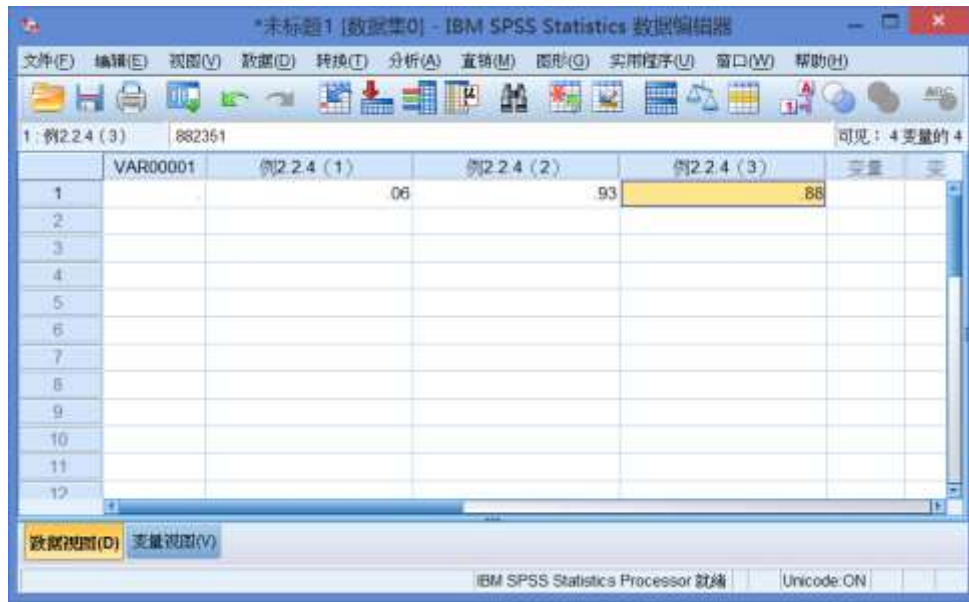 *未标题1 [数据集0] - IBM SPSS Statistics 数据编辑器
文件(F) 编辑(E) 视图(V) 数据(D) 转换(T) 分析(A) 直销(M) 图形(G) 实用程序(U) 窗口(W) 帮助(H)
1 : 例2.2.4（3） 882351 可见： 4 变量的 4
VAR00001 例2.2.4（1） 例2.2.4（2） 例2.2.4（3） 变量 变
1 . .06 .93 .88
2
3
4
5
6
7
8
9
10
11
12
数据视图(D) 变量视图(V)
IBM SPSS Statistics Processor 就绪 Unicode:ON